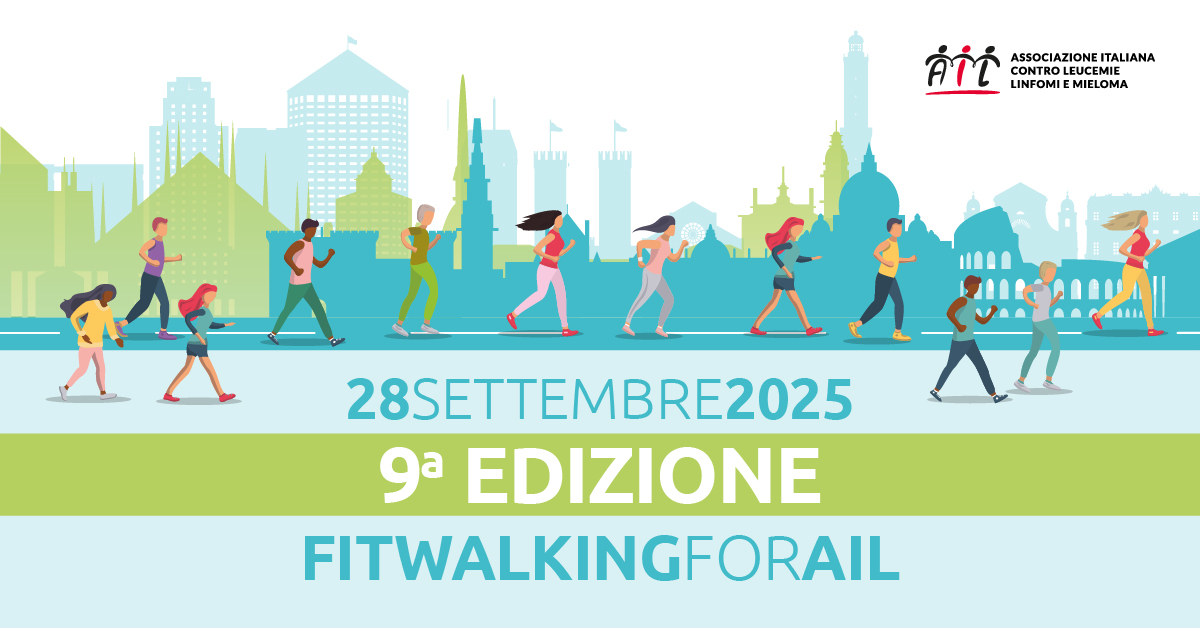 AIL
ASSOCIAZIONE ITALIANA
CONTRO LEUCEMIE
LINFOMI E MIELOMA
28SETTEMBRE2025
9ª EDIZIONE
FITWALKINGFORAIL